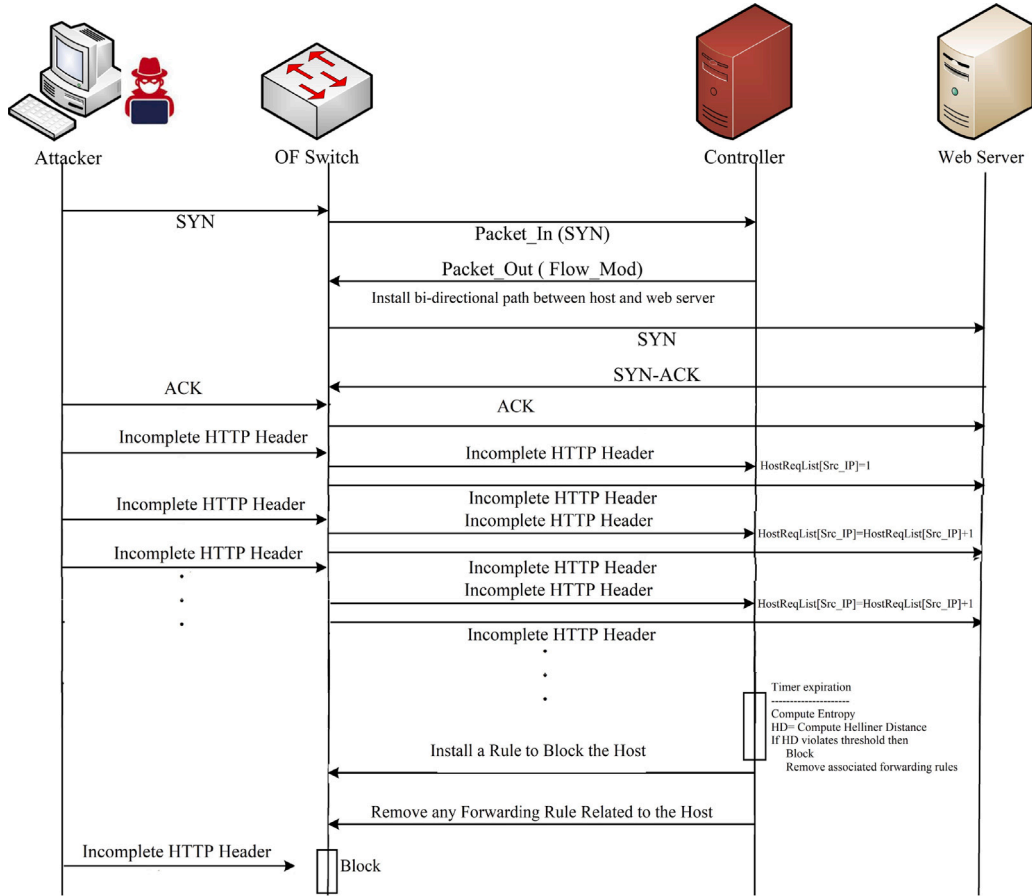 Attacker
OF Switch
Controller
Web Server
SYN
Packet_In (SYN)
Packet_Out ( Flow_Mod)
Install bi-directional path between host and web server
SYN
SYN-ACK
ACK
ACK
Incomplete HTTP Header
Incomplete HTTP Header
HostReqList[Src_IP]=1
Incomplete HTTP Header
Incomplete HTTP Header
Incomplete HTTP Header
HostReqList[Src_IP]=HostReqList[Src_IP]+1
Incomplete HTTP Header
Incomplete HTTP Header
Incomplete HTTP Header
HostReqList[Src_IP]=HostReqList[Src_IP]+1
Incomplete HTTP Header
Timer expiration
---------------------
Compute Entropy
HD= Compute Helliner Distance
If HD violates threshold then
Block
Remove associated forwarding rules
Install a Rule to Block the Host
Remove any Forwarding Rule Related to the Host
Incomplete HTTP Header
Block